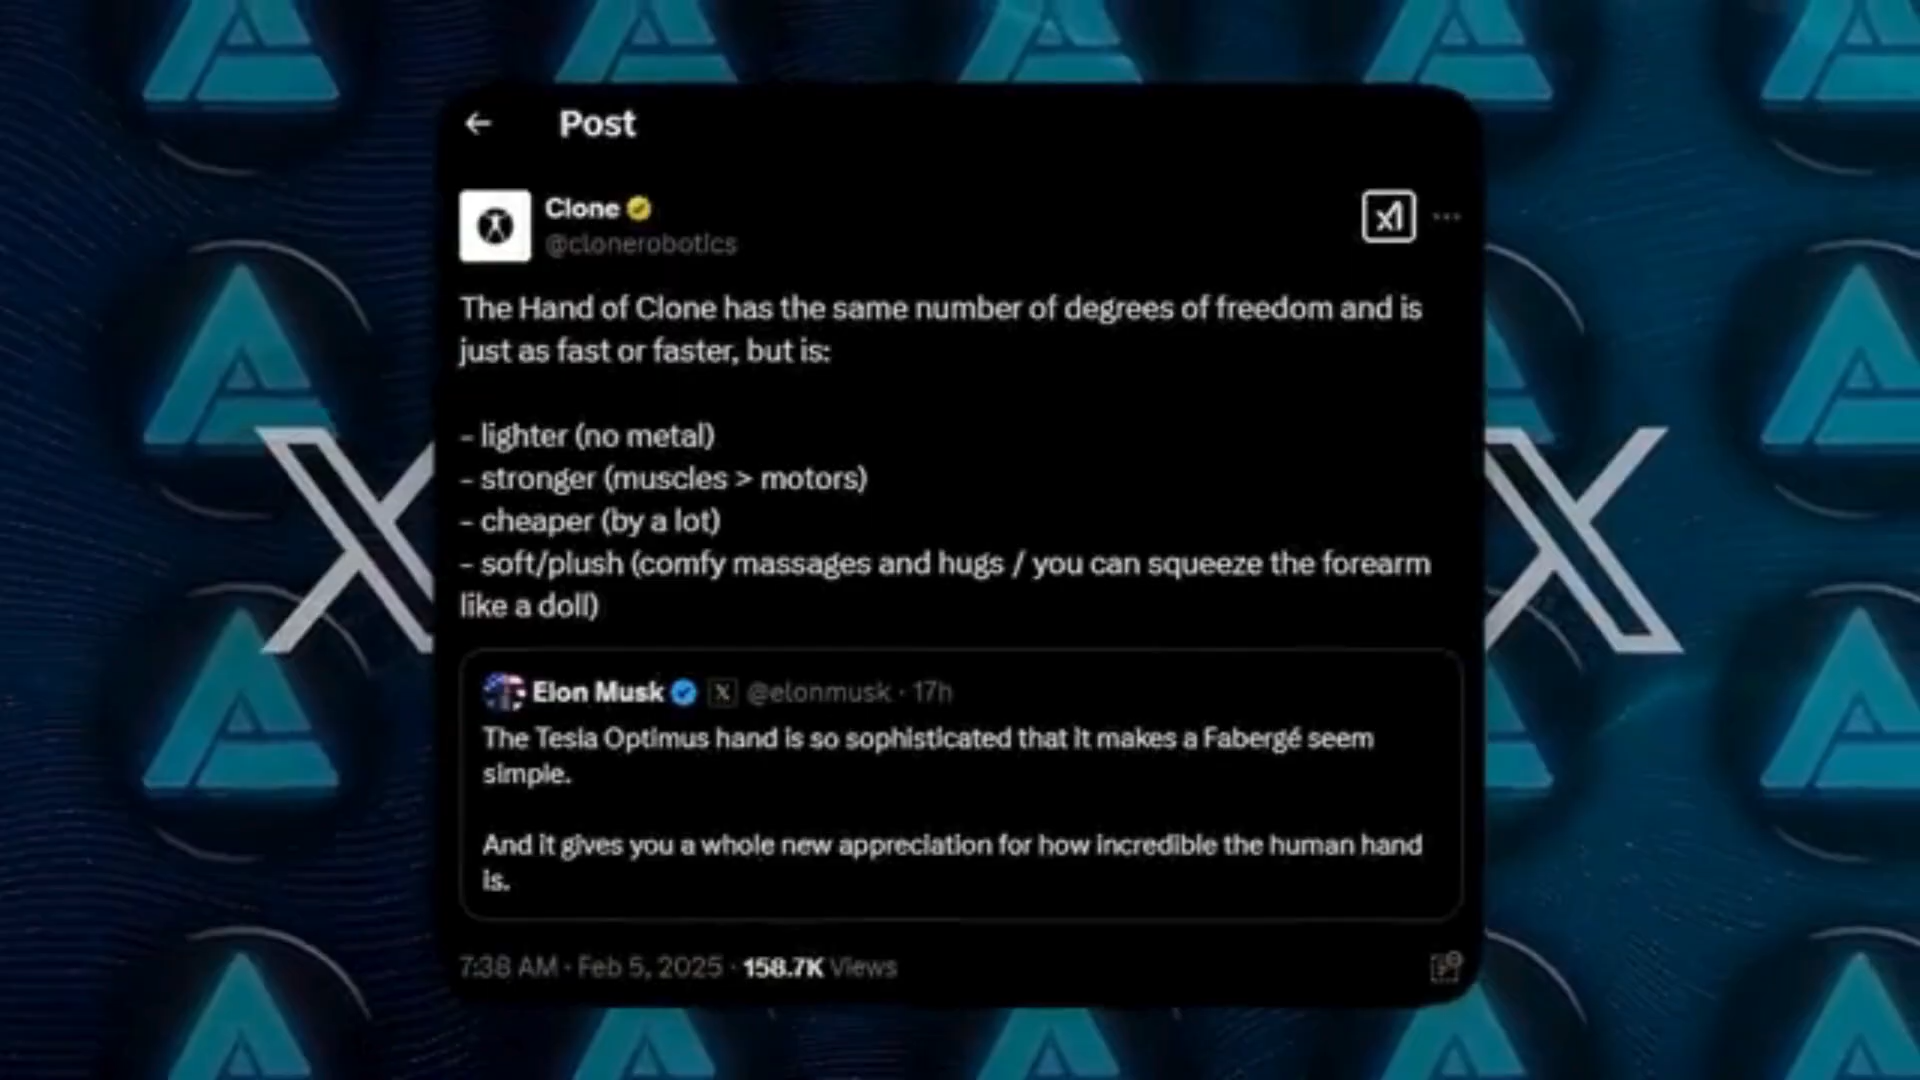 Post
Clone
@clonerobotics
The Hand of Clone has the same number of degrees of freedom and is
just as fast or faster, but is:
- lighter (no metal)
- stronger (muscles > motors)
- cheaper (by a lot)
- soft/plush (comfy massages and hugs / you can squeeze the forearm
like a doll)
Elon Musk X @elonmusk · 17h
The Tesla Optimus hand is so sophisticated that it makes a Fabergé seem
simple.
And it gives you a whole new appreciation for how incredible the human hand
is.
7:38 AM · Feb 5, 2025 · 158.7K Views